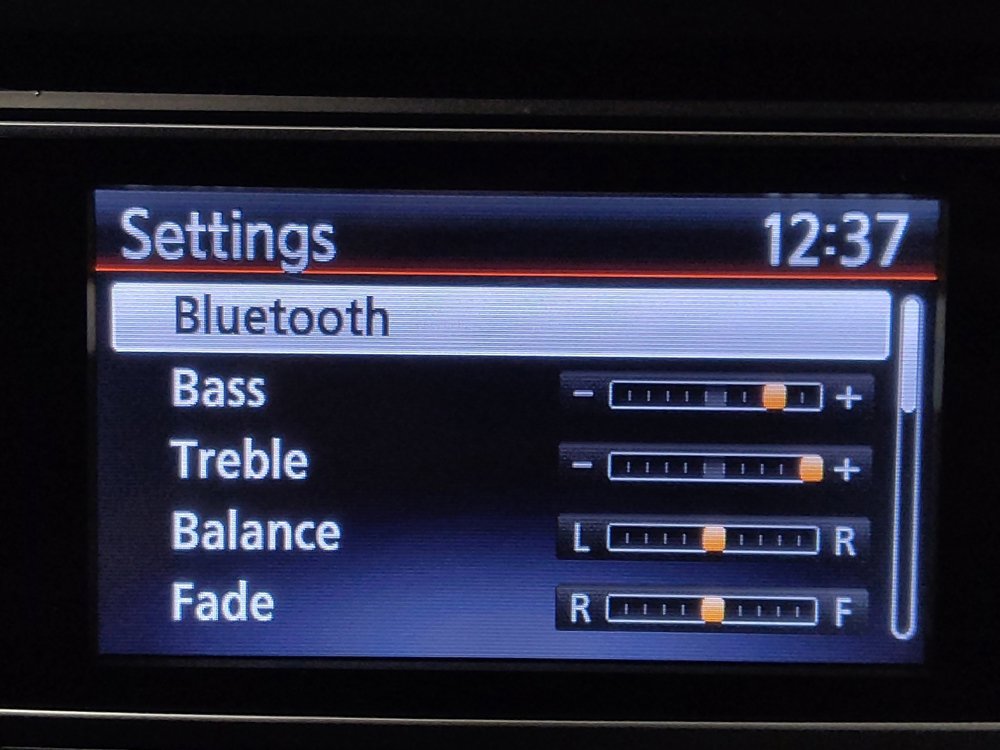 Settings 12:37
Bluetooth
Bass - +
Treble - +
Balance L R
Fade R F